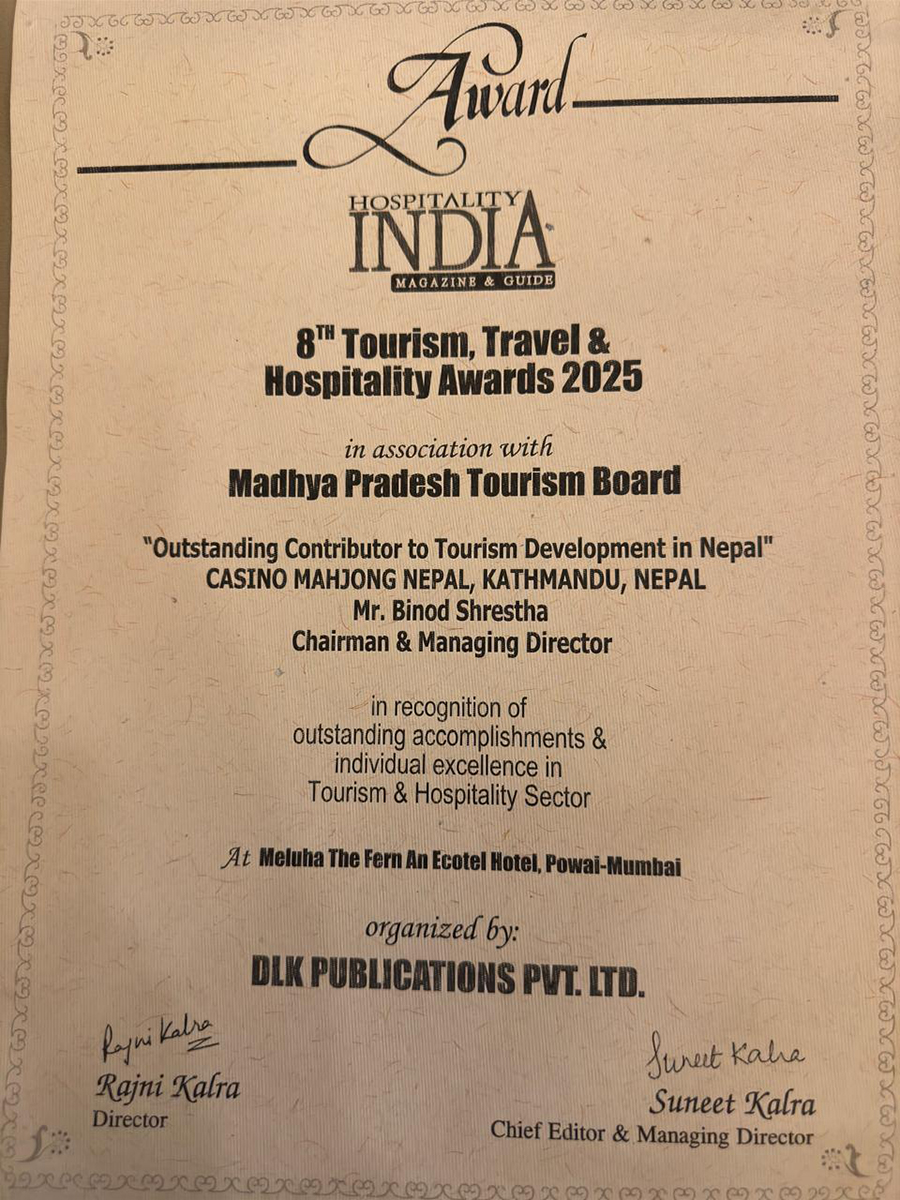 Award
HOSPITALITY
INDIA
MAGAZINE & GUIDE
8TH Tourism, Travel &
Hospitality Awards 2025
in association with
Madhya Pradesh Tourism Board
"Outstanding Contributor to Tourism Development in Nepal"
CASINO MAHJONG NEPAL, KATHMANDU, NEPAL
Mr. Binod Shrestha
Chairman & Managing Director
in recognition of
outstanding accomplishments &
individual excellence in
Tourism & Hospitality Sector
At Meluha The Fern An Ecotel Hotel, Powai-Mumbai
organized by:
DLK PUBLICATIONS PVT. LTD.
Rajni Kalra
Rajni Kalra
Director
Suneet Kalra
Suneet Kalra
Chief Editor & Managing Director